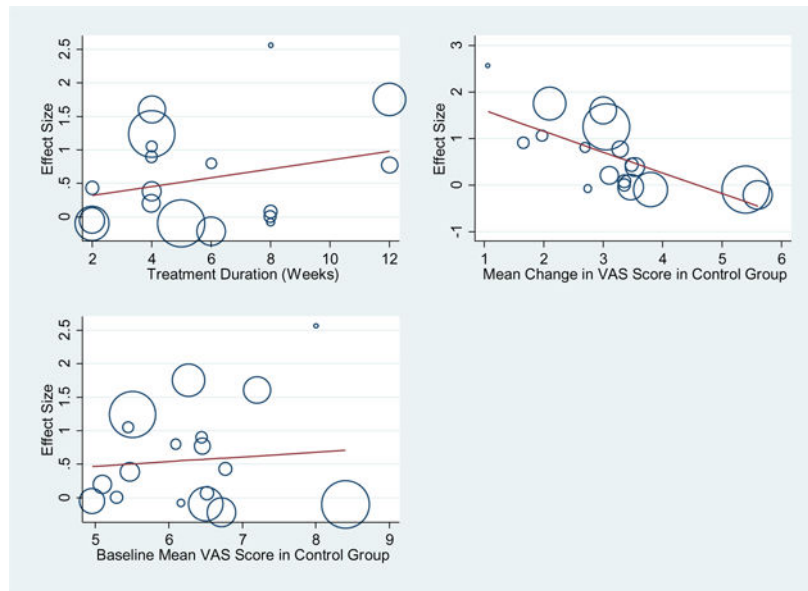 2.5
2
1.5
1
.5
0
Effect Size
2 4 6 8 10 12
Treatment Duration (Weeks)
3
2
1
0
-1
Effect Size
1 2 3 4 5 6
Mean Change in VAS Score in Control Group
2.5
2
1.5
1
.5
0
Effect Size
5 6 7 8 9
Baseline Mean VAS Score in Control Group